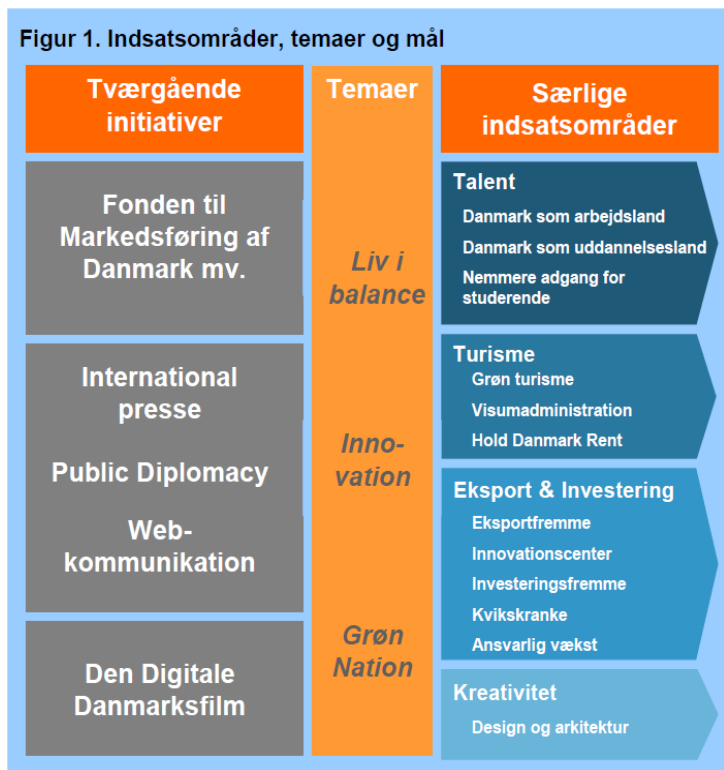 Figur 1. Indsatsområder, temaer og mål
Tværgående
initiativer
Fonden til
Markedsføring af
Danmark mv.
International
presse
Public Diplomacy
Web-
kommunikation
Den Digitale
Danmarksfilm
Temaer
Liv i
balance
Inno-
vation
Grøn
Nation
Særlige
indsatsområder
Talent
Danmark som arbejdsland
Danmark som uddannelsesland
Nemmere adgang for
studerende
Turisme
Grøn turisme
Visumadministration
Hold Danmark Rent
Eksport & Investering
Eksportfremme
Innovationscenter
Investeringsfremme
Kvikskranke
Ansvarlig vækst
Kreativitet
Design og arkitektur